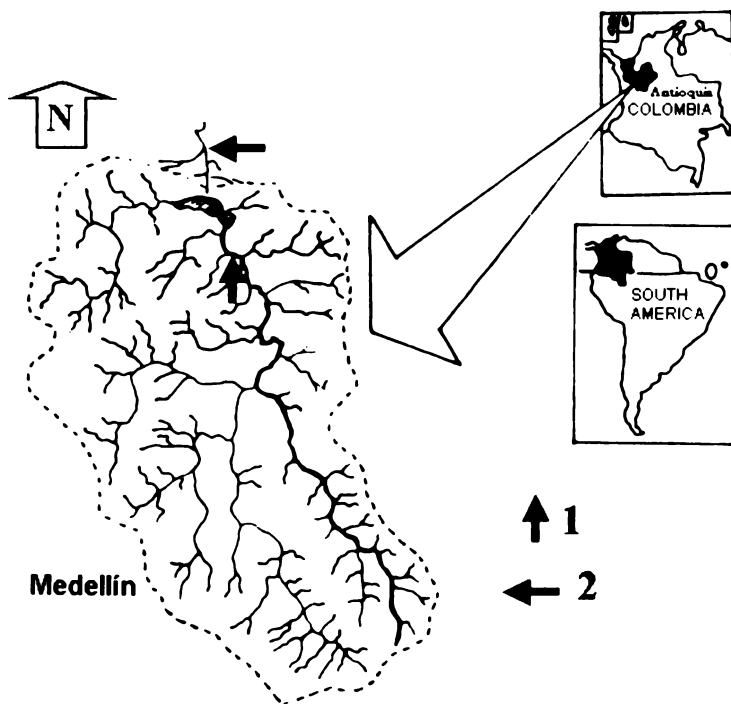 N
Antioquia
COLOMBIA
0°
SOUTH
AMERICA
1
2
Medellín